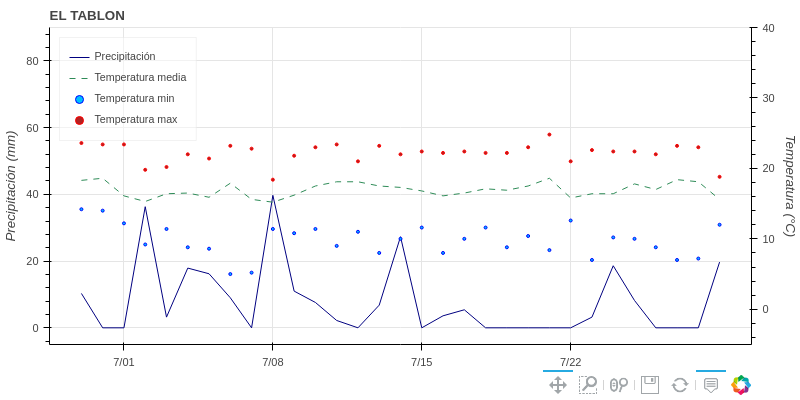 EL TABLON
Precipitación
Temperatura media
Temperatura min
Temperatura max
Precipitación (mm)
80
60
40
20
0
Temperatura (°C)
40
30
20
10
0
7/01
7/08
7/15
7/22